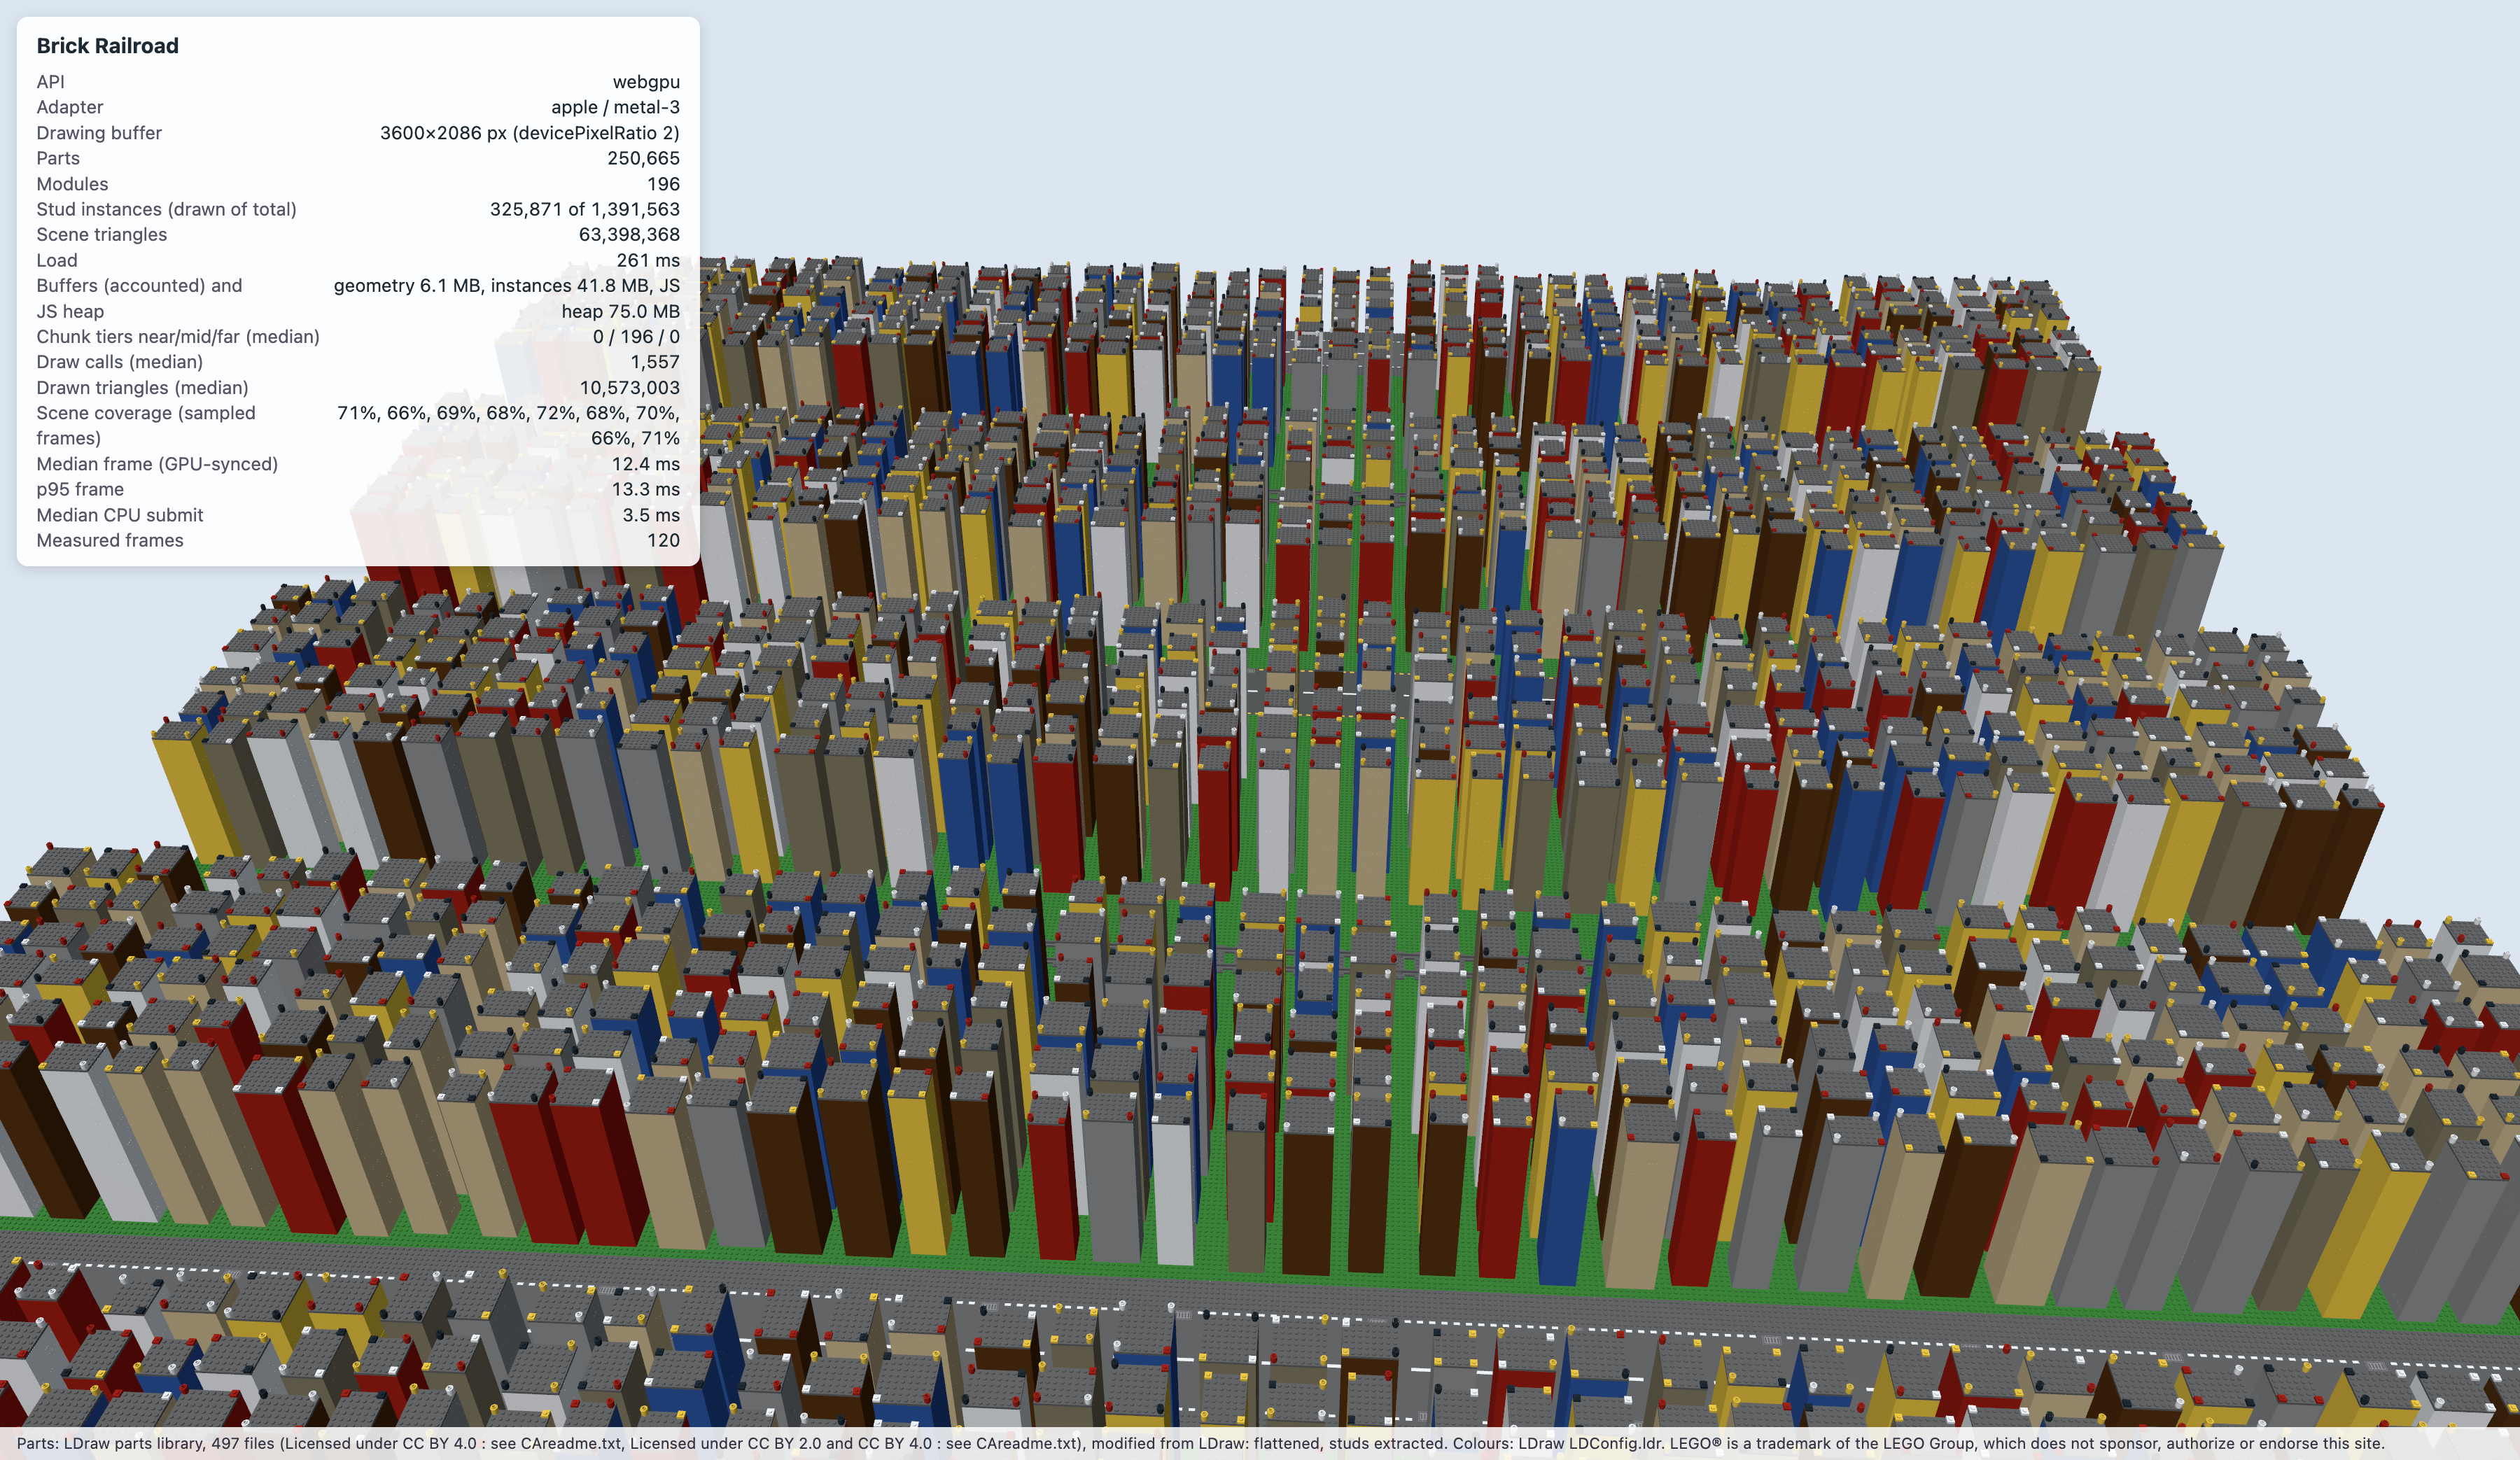 Brick Railroad
API webgpu
Adapter apple / metal-3
Drawing buffer 3600×2086 px (devicePixelRatio 2)
Parts 250,665
Modules 196
Stud instances (drawn of total) 325,871 of 1,391,563
Scene triangles 63,398,368
Load 261 ms
Buffers (accounted) and geometry 6.1 MB, instances 41.8 MB, JS
JS heap heap 75.0 MB
Chunk tiers near/mid/far (median) 0 / 196 / 0
Draw calls (median) 1,557
Drawn triangles (median) 10,573,003
Scene coverage (sampled 71%, 66%, 69%, 68%, 72%, 68%, 70%,
frames) 66%, 71%
Median frame (GPU-synced) 12.4 ms
p95 frame 13.3 ms
Median CPU submit 3.5 ms
Measured frames 120
Parts: LDraw parts library, 497 files (Licensed under CC BY 4.0 : see CAreadme.txt, Licensed under CC BY 2.0 and CC BY 4.0 : see CAreadme.txt), modified from LDraw: flattened, studs extracted. Colours: LDraw LDConfig.ldr. LEGO® is a trademark of the LEGO Group, which does not sponsor, authorize or endorse this site.